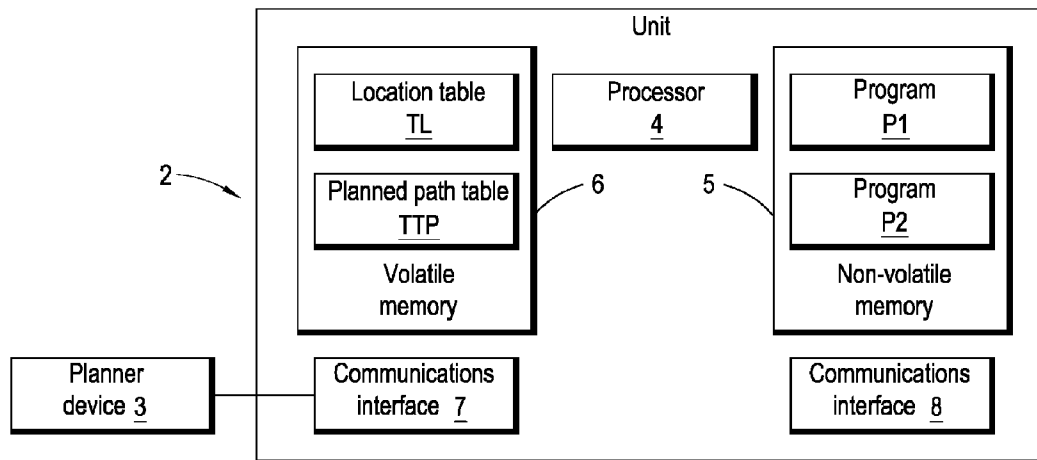 Unit
Location table
TL
Processor
4
Program
P1
2
Planned path table
TTP
6
5
Program
P2
Volatile
memory
Non-volatile
memory
Planner
device 3
Communications
interface 7
Communications
interface 8